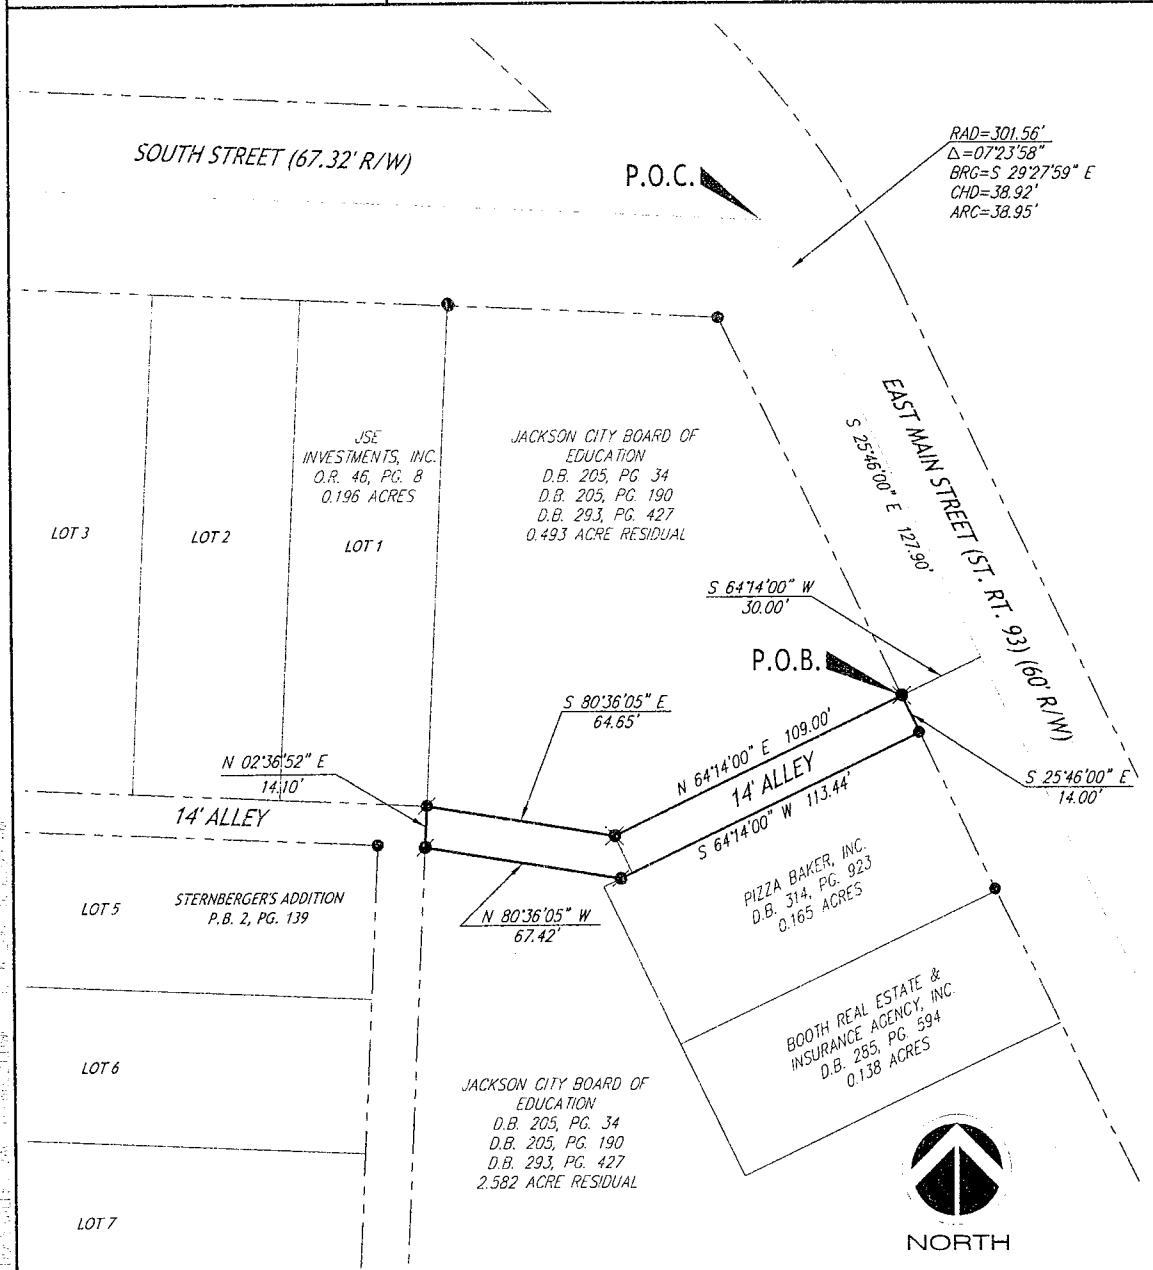 RAD=301.56'
Δ=07°23'58"
BRG=S 29°27'59" E
CHD=38.92'
ARC=38.95'
SOUTH STREET (67.32' R/W)
P.O.C.
EAST MAIN STREET (ST. RT. 93) (60' R/W)
S 25°46'00" E 127.90'
JSE
INVESTMENTS, INC.
O.R. 46, PG. 8
0.196 ACRES
JACKSON CITY BOARD OF
EDUCATION
D.B. 205, PG. 34
D.B. 205, PG. 190
D.B. 293, PG. 427
0.493 ACRE RESIDUAL
LOT 3
LOT 2
LOT 1
S 64°14'00" W
30.00'
P.O.B.
S 80°36'05" E
64.65'
N 64°14'00" E 109.00'
14' ALLEY
S 64°14'00" W 113.44'
N 02°36'52" E
14.10'
S 25°46'00" E
14.00'
14' ALLEY
PIZZA BAKER, INC.
D.B. 314, PG. 923
0.165 ACRES
LOT 5
STERNBERGER'S ADDITION
P.B. 2, PG. 139
N 80°36'05" W
67.42'
BOOTH REAL ESTATE &
INSURANCE AGENCY, INC.
D.B. 285, PG. 594
0.138 ACRES
LOT 6
JACKSON CITY BOARD OF
EDUCATION
D.B. 205, PG. 34
D.B. 205, PG. 190
D.B. 293, PG. 427
2.582 ACRE RESIDUAL
LOT 7
NORTH